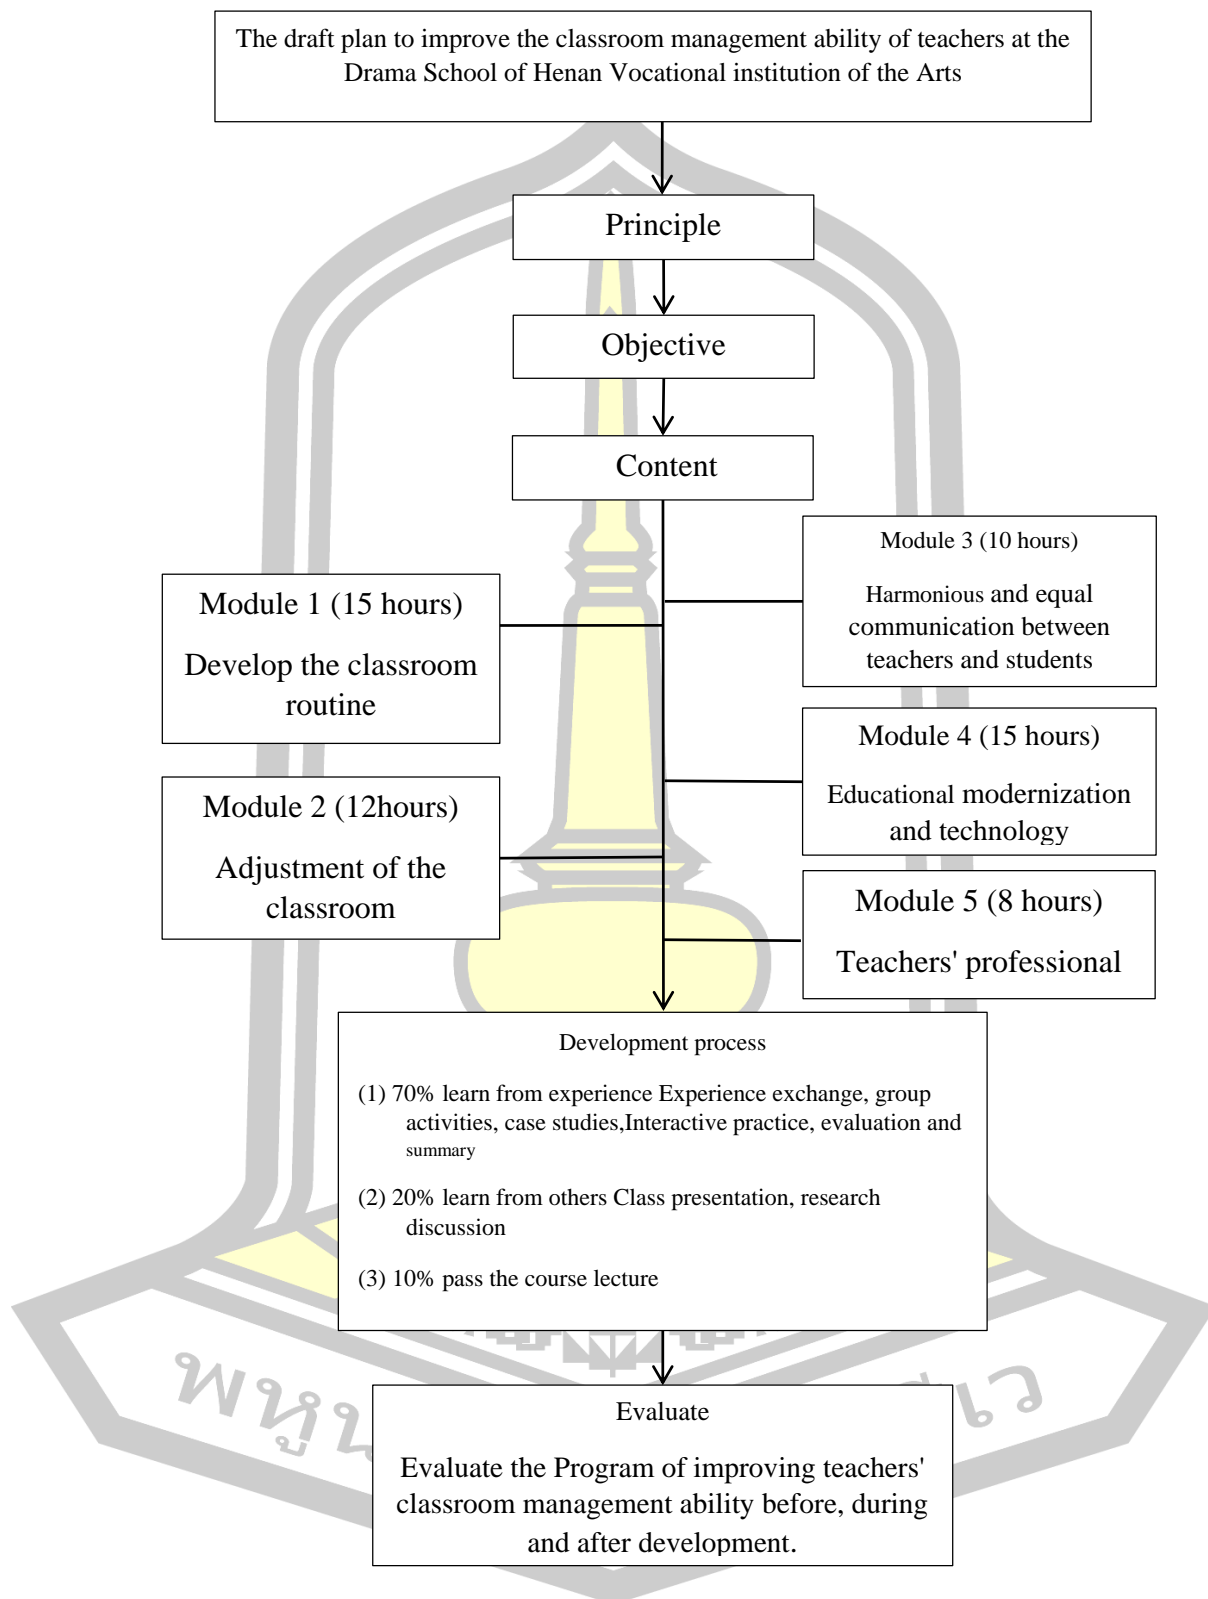 The draft plan to improve the classroom management ability of teachers at the
Drama School of Henan Vocational institution of the Arts
Principle
Objective
Content
Module 1 (15 hours)
Develop the classroom
routine
Module 2 (12hours)
Adjustment of the
classroom
Module 3 (10 hours)
Harmonious and equal
communication between
teachers and students
Module 4 (15 hours)
Educational modernization
and technology
Module 5 (8 hours)
Teachers' professional
Development process
(1) 70% learn from experience Experience exchange, group
activities, case studies,Interactive practice, evaluation and
summary
(2) 20% learn from others Class presentation, research
discussion
(3) 10% pass the course lecture
Evaluate
Evaluate the Program of improving teachers'
classroom management ability before, during
and after development.
พหูน
เว